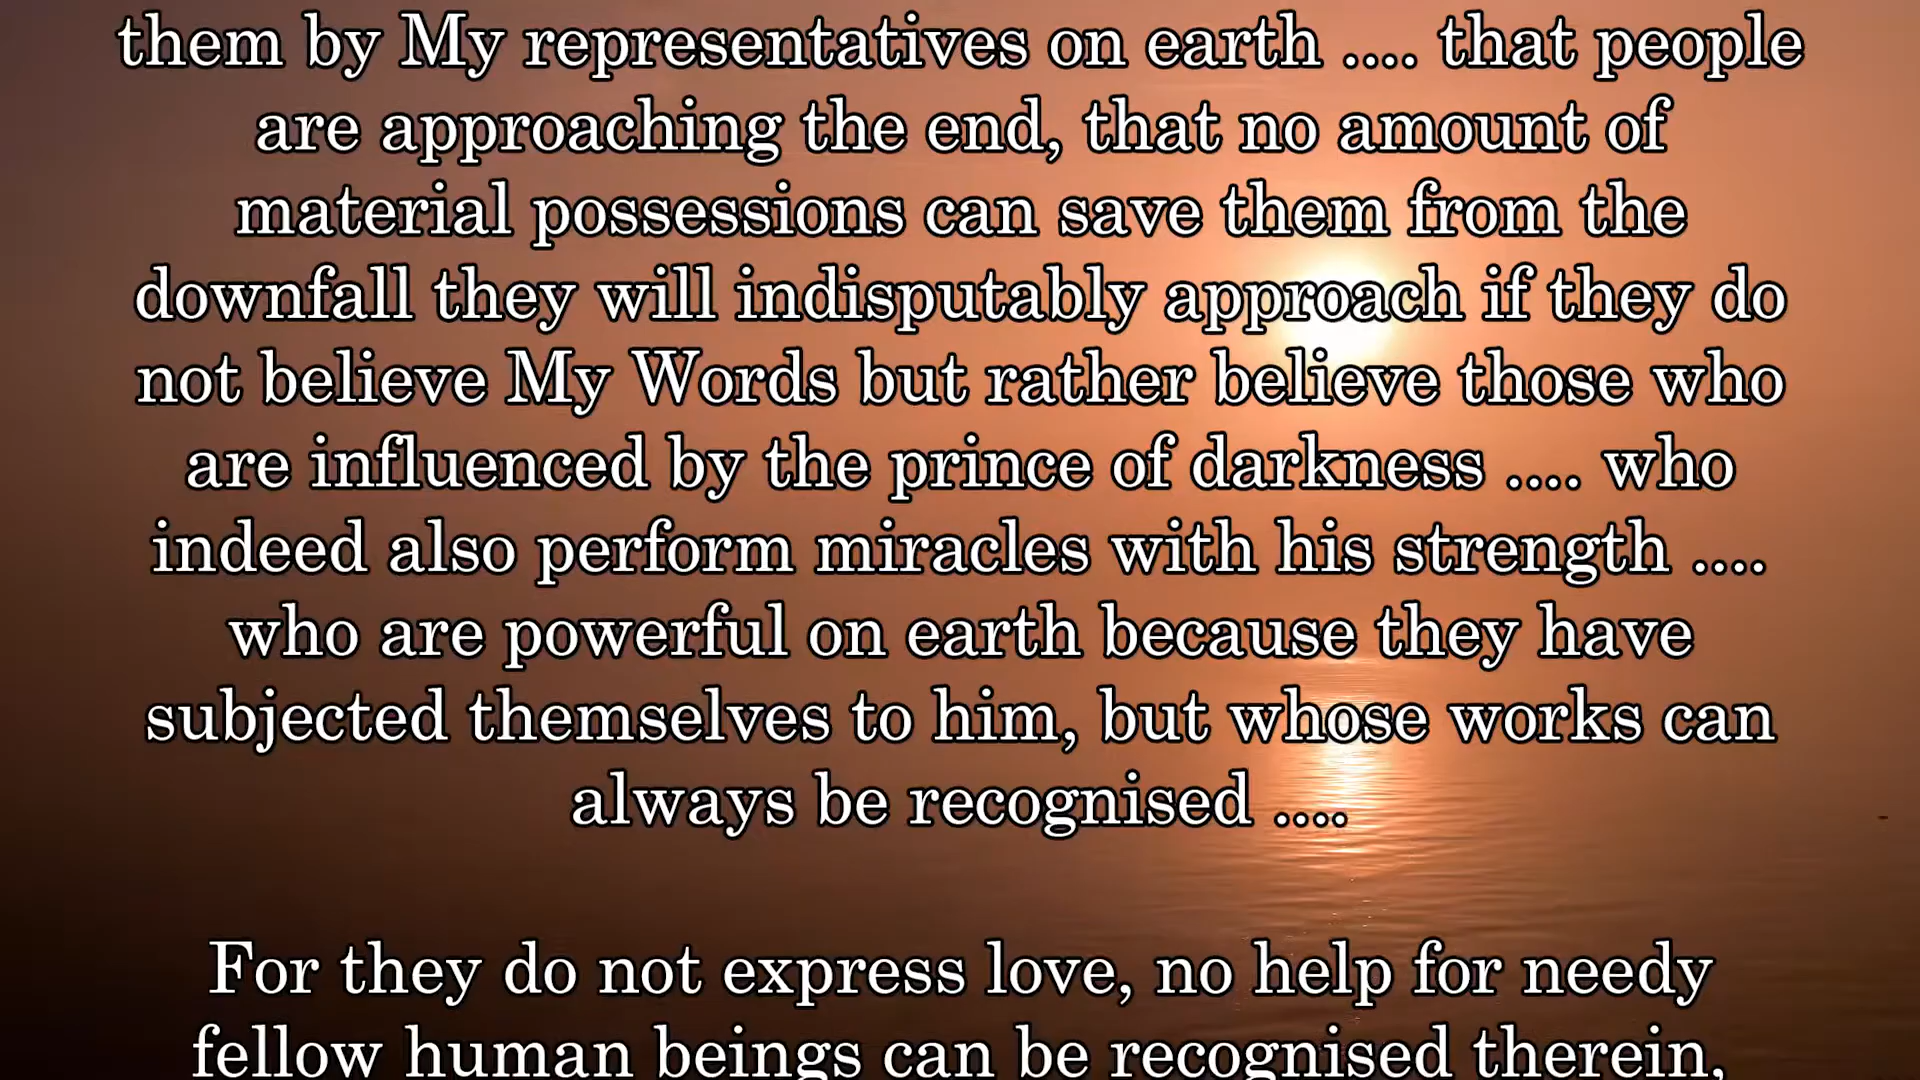 them by My representatives on earth .... that people
are approaching the end, that no amount of
material possessions can save them from the
downfall they will indisputably approach if they do
not believe My Words but rather believe those who
are influenced by the prince of darkness .... who
indeed also perform miracles with his strength ....
who are powerful on earth because they have
subjected themselves to him, but whose works can
always be recognised ....
For they do not express love, no help for needy
fellow human beings can be recognised therein,